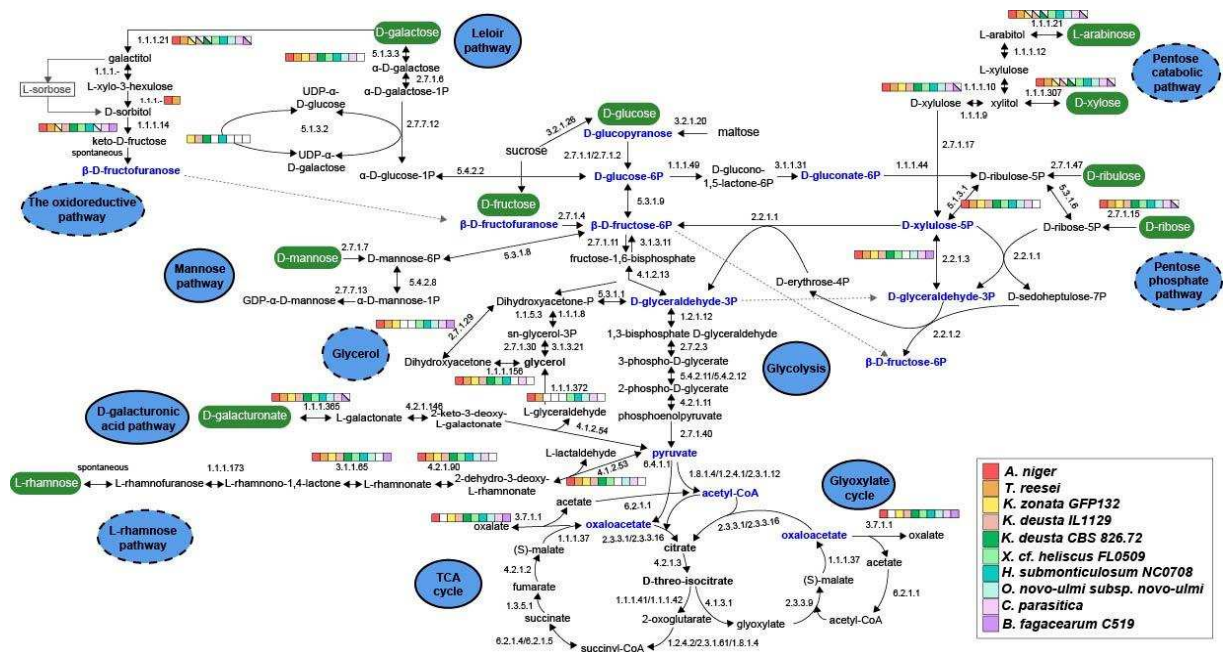 D-galactose
1.1.1.21
galactitol
1.1.1.-
L-sorbose
L-xylo-3-hexulose
1.1.1.-
D-sorbitol
1.1.1.14
keto-D-fructose
spontaneous
β-D-fructofuranose
The oxidoreductive
pathway
5.1.3.3
α-D-galactose
2.7.1.6
α-D-galactose-1P
UDP-α-
D-glucose
5.1.3.2
UDP-α-
D-galactose
2.7.7.12
α-D-glucose-1P
5.4.2.2
Leloir
pathway
D-glucose
D-glucopyranose
3.2.1.20
maltose
3.2.1.26
sucrose
2.7.1.1/2.7.1.2
D-glucose-6P
1.1.1.49
D-glucono-
1,5-lactone-6P
3.1.1.31
D-gluconate-6P
1.1.1.44
D-fructose
β-D-fructofuranose
2.7.1.4
5.3.1.9
β-D-fructose-6P
1.1.1.21
L-arabitol
L-arabinose
1.1.1.12
L-xylulose
1.1.1.10
1.1.1.307
D-xylulose
xylitol
D-xylose
1.1.1.9
Pentose
catabolic
pathway
2.7.1.17
D-ribulose-5P
2.7.1.47
D-ribulose
5.1.3.1
5.3.1.6
2.7.1.15
D-xylulose-5P
D-ribose-5P
D-ribose
2.2.1.1
2.2.1.3
2.2.1.1
D-erythrose-4P
D-glyceraldehyde-3P
D-sedoheptulose-7P
2.2.1.2
β-D-fructose-6P
Pentose
phosphate
pathway
Mannose
pathway
D-mannose
2.7.1.7
D-mannose-6P
5.3.1.8
5.4.2.8
GDP-α-D-mannose
2.7.7.13
α-D-mannose-1P
2.7.1.11
3.1.3.11
fructose-1,6-bisphosphate
4.1.2.13
Dihydroxyacetone-P
5.3.1.1
D-glyceraldehyde-3P
1.1.5.3
1.1.1.8
sn-glycerol-3P
2.7.1.30
3.1.3.21
2.7.1.29
Dihydroxyacetone
glycerol
1.1.1.156
Glycerol
1.1.1.372
L-glyceraldehyde
1.2.1.12
1,3-bisphosphate D-glyceraldehyde
2.7.2.3
3-phospho-D-glycerate
5.4.2.11/5.4.2.12
2-phospho-D-glycerate
4.2.1.11
phosphoenolpyruvate
2.7.1.40
pyruvate
Glycolysis
D-galacturonic
acid pathway
D-galacturonate
1.1.1.365
L-galactonate
4.2.1.146
2-keto-3-deoxy-
L-galactonate
4.1.2.54
L-rhamnose
spontaneous
L-rhamnofuranose
1.1.1.173
L-rhamnono-1,4-lactone
3.1.1.65
L-rhamnonate
4.2.1.90
2-dehydro-3-deoxy-
L-rhamnonate
4.1.2.53
L-lactaldehyde
L-rhamnose
pathway
6.4.1.1
1.8.1.4/1.2.4.1/2.3.1.12
acetyl-CoA
acetate
6.2.1.1
3.7.1.1
oxalate
oxaloacetate
1.1.1.37
2.3.3.1/2.3.3.16
(S)-malate
citrate
4.2.1.2
4.2.1.3
fumarate
D-threo-isocitrate
1.3.5.1
1.1.1.41/1.1.1.42
succinate
2-oxoglutarate
6.2.1.4/6.2.1.5
1.2.4.2/2.3.1.61/1.8.1.4
succinyl-CoA
TCA
cycle
4.1.3.1
glyoxylate
2.3.3.9
acetyl-CoA
(S)-malate
1.1.1.37
2.3.3.1/2.3.3.16
oxaloacetate
3.7.1.1
oxalate
acetate
6.2.1.1
Glyoxylate
cycle
A. niger
T. reesei
K. zonata GFP132
K. deusta IL1129
K. deusta CBS 826.72
X. cf. heliscus FL0509
H. submonticulosum NC0708
O. novo-ulmi subsp. novo-ulmi
C. parasitica
B. fagacearum C519